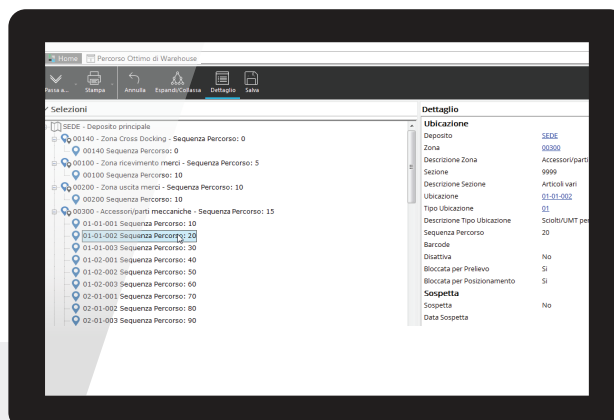 Home Percorso Ottimo di Warehouse
Passa a... Stampa Annulla Espandi/Collassa Dettaglio Salva
Selezioni
SEDE - Deposito principale
00140 - Zona Cross Docking - Sequenza Percorso: 0
00140 Sequenza Percorso: 0
00100 - Zona ricevimento merci - Sequenza Percorso: 5
00100 Sequenza Percorso: 10
00200 - Zona uscita merci - Sequenza Percorso: 10
00200 Sequenza Percorso: 10
00300 - Accessori/parti meccaniche - Sequenza Percorso: 15
01-01-001 Sequenza Percorso: 10
01-01-002 Sequenza Percorso: 20
01-01-003 Sequenza Percorso: 30
01-02-001 Sequenza Percorso: 40
01-02-002 Sequenza Percorso: 50
01-02-003 Sequenza Percorso: 60
02-01-001 Sequenza Percorso: 70
02-01-002 Sequenza Percorso: 80
02-01-003 Sequenza Percorso: 90
Dettaglio
Ubicazione
Deposito SEDE
Zona 00300
Descrizione Zona Accessori/parti
Sezione 9999
Descrizione Sezione Articoli vari
Ubicazione 01-01-002
Tipo Ubicazione 01
Descrizione Tipo Ubicazione Sciolti/UMT per
Sequenza Percorso 20
Barcode
Disattiva No
Bloccata per Prelievo Si
Bloccata per Posizionamento Si
Sospetta
Sospetta No
Data Sospetta